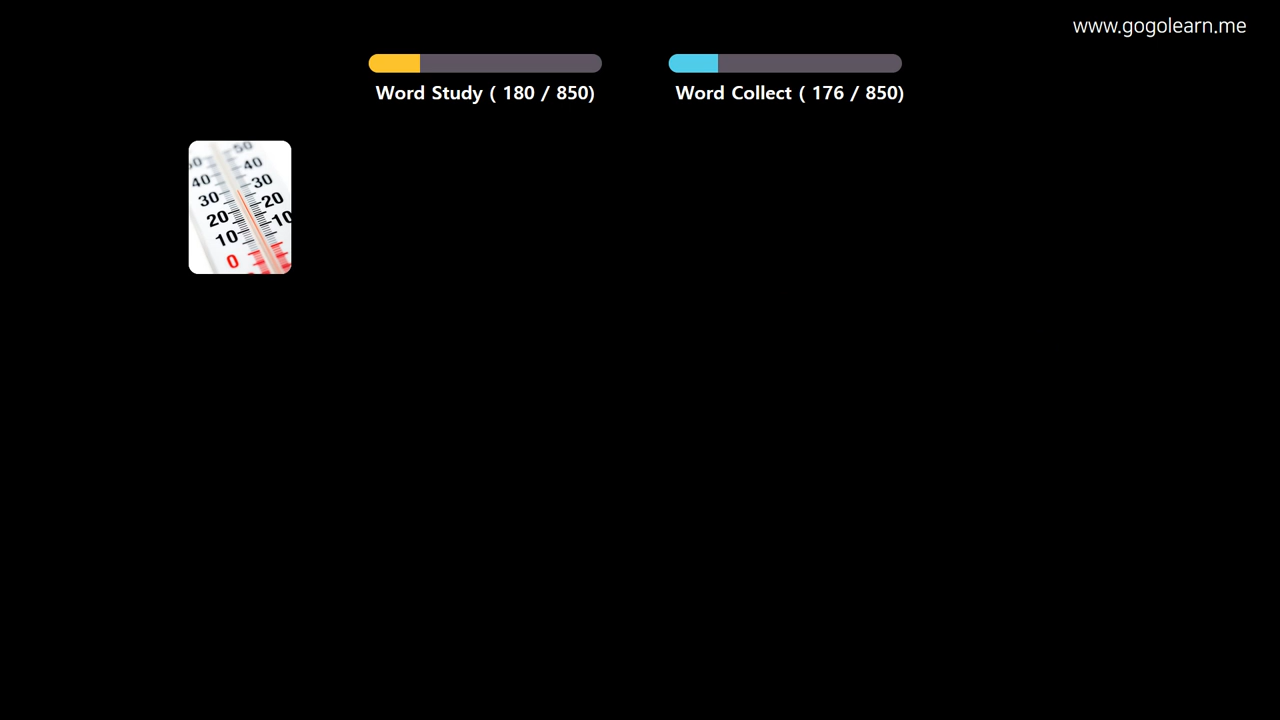 www.gogolearn.me
Word Study ( 180 / 850)
Word Collect ( 176 / 850)
50
40 40
30 30
20 20
10 10
0